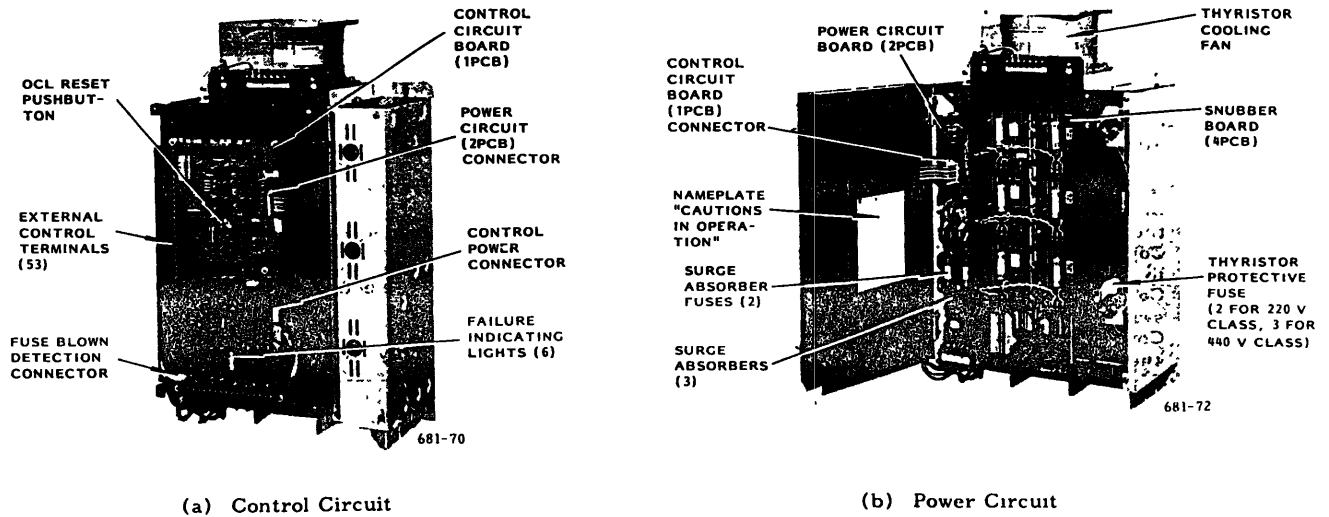 CONTROL
CIRCUIT
BOARD
(1PCB)
OCL RESET
PUSHBUT-
TON
POWER
CIRCUIT
(2PCB)
CONNECTOR
EXTERNAL
CONTROL
TERMINALS
(53)
CONTROL
POWER
CONNECTOR
FUSE BLOWN
DETECTION
CONNECTOR
FAILURE
INDICATING
LIGHTS (6)
681-70
(a) Control Circuit
POWER CIRCUIT
BOARD (2PCB)
THYRISTOR
COOLING
FAN
CONTROL
CIRCUIT
BOARD
(1PCB)
CONNECTOR
SNUBBER
BOARD
(4PCB)
NAMEPLATE
"CAUTIONS
IN OPERA-
TION"
SURGE
ABSORBER
FUSES (2)
THYRISTOR
PROTECTIVE
FUSE
(2 FOR 220 V
CLASS, 3 FOR
440 V CLASS)
SURGE
ABSORBERS
(3)
681-72
(b) Power Circuit